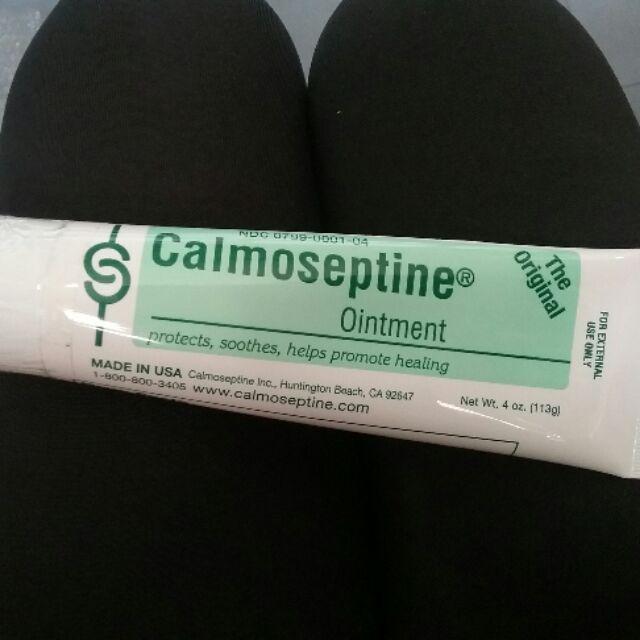 NDC 0799-0001-04
Calmoseptine®
The
Original
Ointment
protects, soothes, helps promote healing
FOR EXTERNAL
USE ONLY
MADE IN USA Calmoseptine Inc., Huntington Beach, CA 92647
1-800-800-3405 www.calmoseptine.com
Net Wt. 4 oz. (113g)